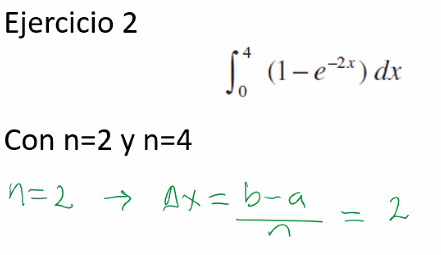 Ejercicio 2
∫₀⁴ (1 – e⁻²ˣ) dx
Con n=2 y n=4
n=2 → Δx = (b-a)/n = 2